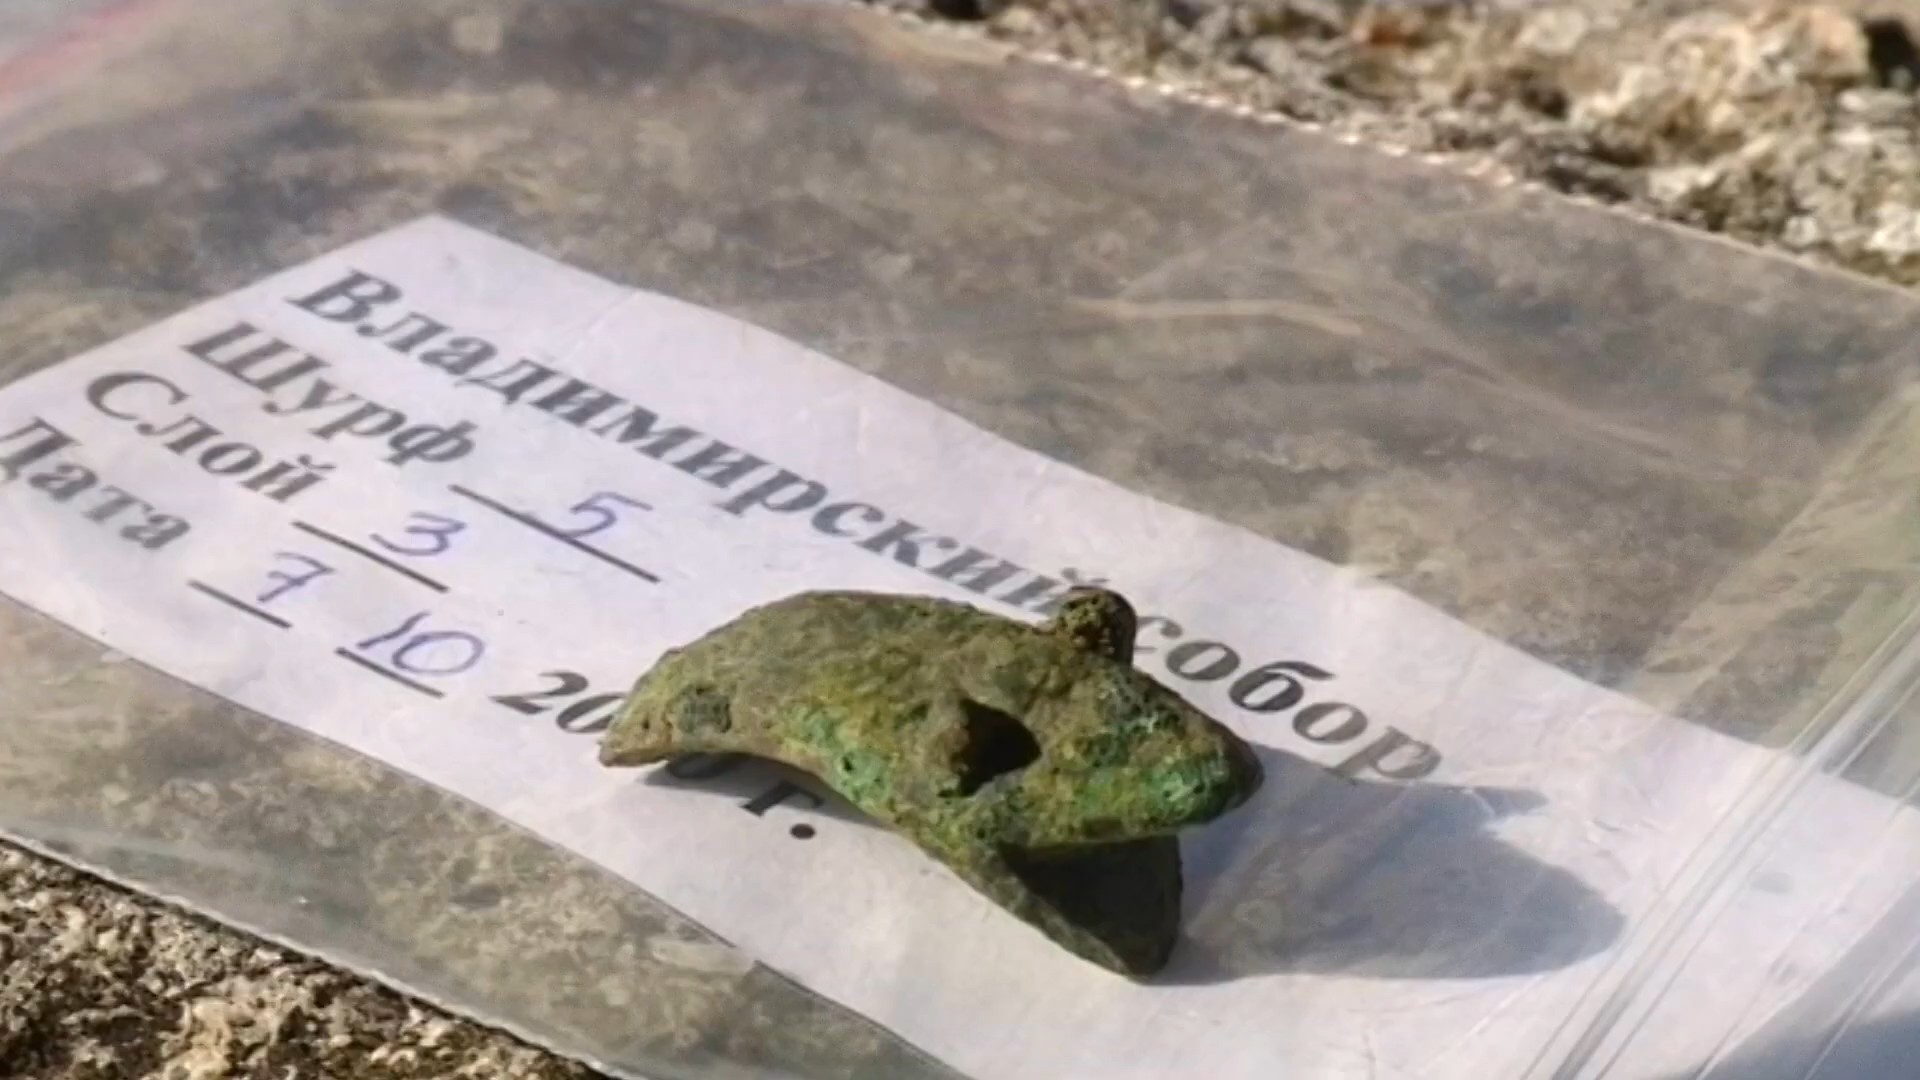 Владимирский собор
Шурф 5
Слой 3
Дата 7 10 20 г.